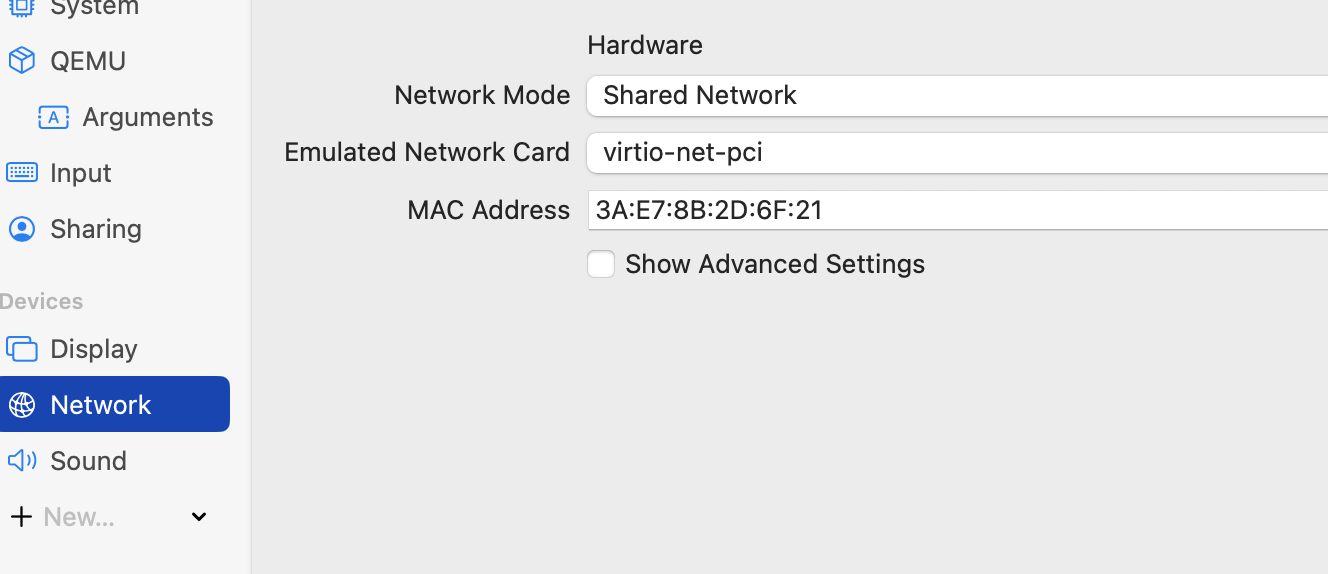 System
QEMU
A Arguments
Input
Sharing
Devices
Display
Network
Sound
New...
Hardware
Network Mode Shared Network
Emulated Network Card virtio-net-pci
MAC Address 3A:E7:8B:2D:6F:21
Show Advanced Settings